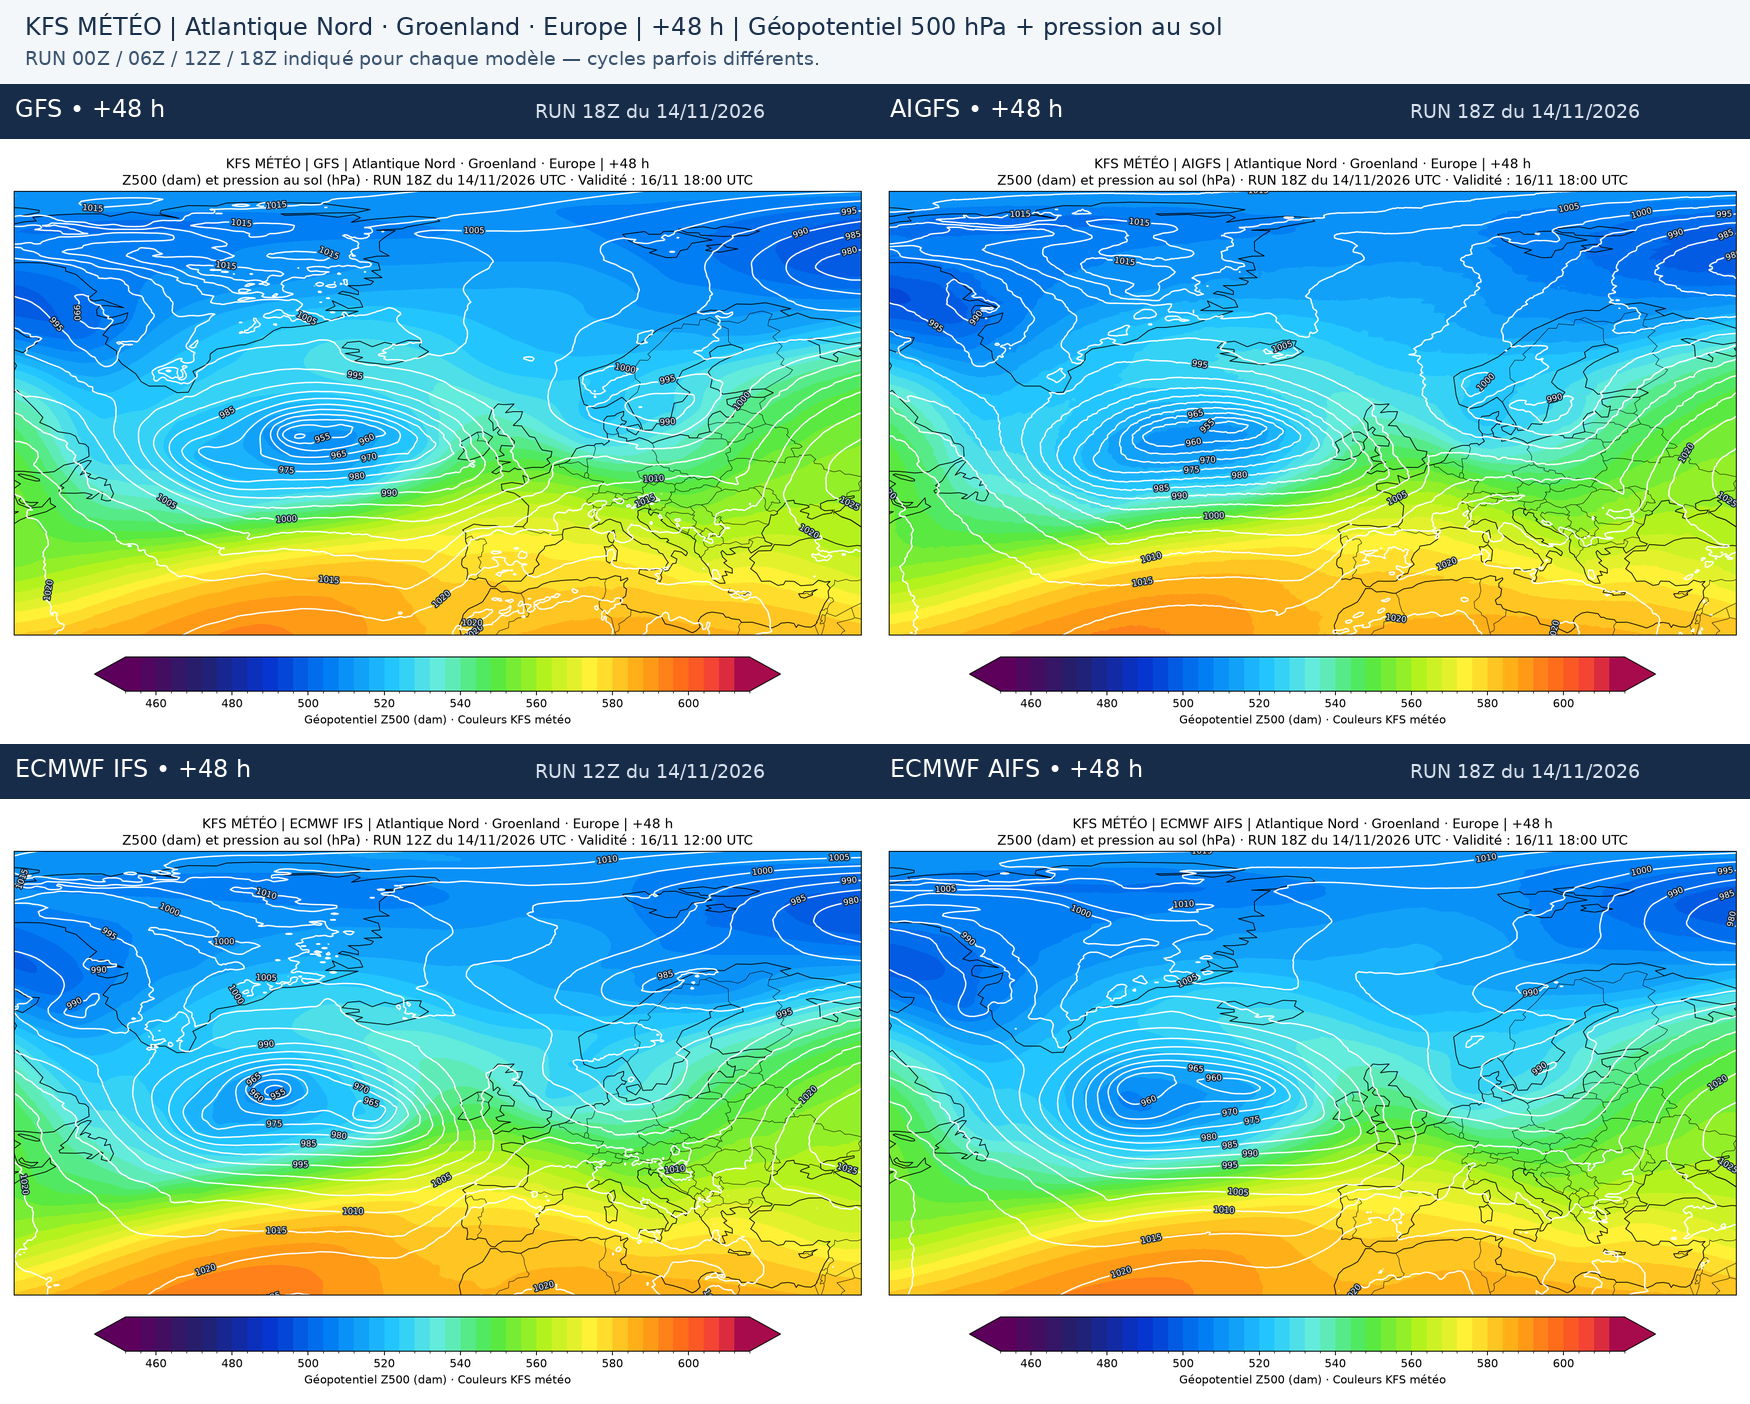 KFS MÉTÉO | Atlantique Nord · Groenland · Europe | +48 h | Géopotentiel 500 hPa + pression au sol
RUN 00Z / 06Z / 12Z / 18Z indiqué pour chaque modèle — cycles parfois différents.
GFS • +48 h
RUN 18Z du 14/11/2026
KFS MÉTÉO | GFS | Atlantique Nord · Groenland · Europe | +48 h
Z500 (dam) et pression au sol (hPa) · RUN 18Z du 14/11/2026 UTC · Validité : 16/11 18:00 UTC
460 480 500 520 540 560 580 600
Géopotentiel Z500 (dam) · Couleurs KFS météo
AIGFS • +48 h
RUN 18Z du 14/11/2026
KFS MÉTÉO | AIGFS | Atlantique Nord · Groenland · Europe | +48 h
Z500 (dam) et pression au sol (hPa) · RUN 18Z du 14/11/2026 UTC · Validité : 16/11 18:00 UTC
460 480 500 520 540 560 580 600
Géopotentiel Z500 (dam) · Couleurs KFS météo
ECMWF IFS • +48 h
RUN 12Z du 14/11/2026
KFS MÉTÉO | ECMWF IFS | Atlantique Nord · Groenland · Europe | +48 h
Z500 (dam) et pression au sol (hPa) · RUN 12Z du 14/11/2026 UTC · Validité : 16/11 12:00 UTC
460 480 500 520 540 560 580 600
Géopotentiel Z500 (dam) · Couleurs KFS météo
ECMWF AIFS • +48 h
RUN 18Z du 14/11/2026
KFS MÉTÉO | ECMWF AIFS | Atlantique Nord · Groenland · Europe | +48 h
Z500 (dam) et pression au sol (hPa) · RUN 18Z du 14/11/2026 UTC · Validité : 16/11 18:00 UTC
460 480 500 520 540 560 580 600
Géopotentiel Z500 (dam) · Couleurs KFS météo